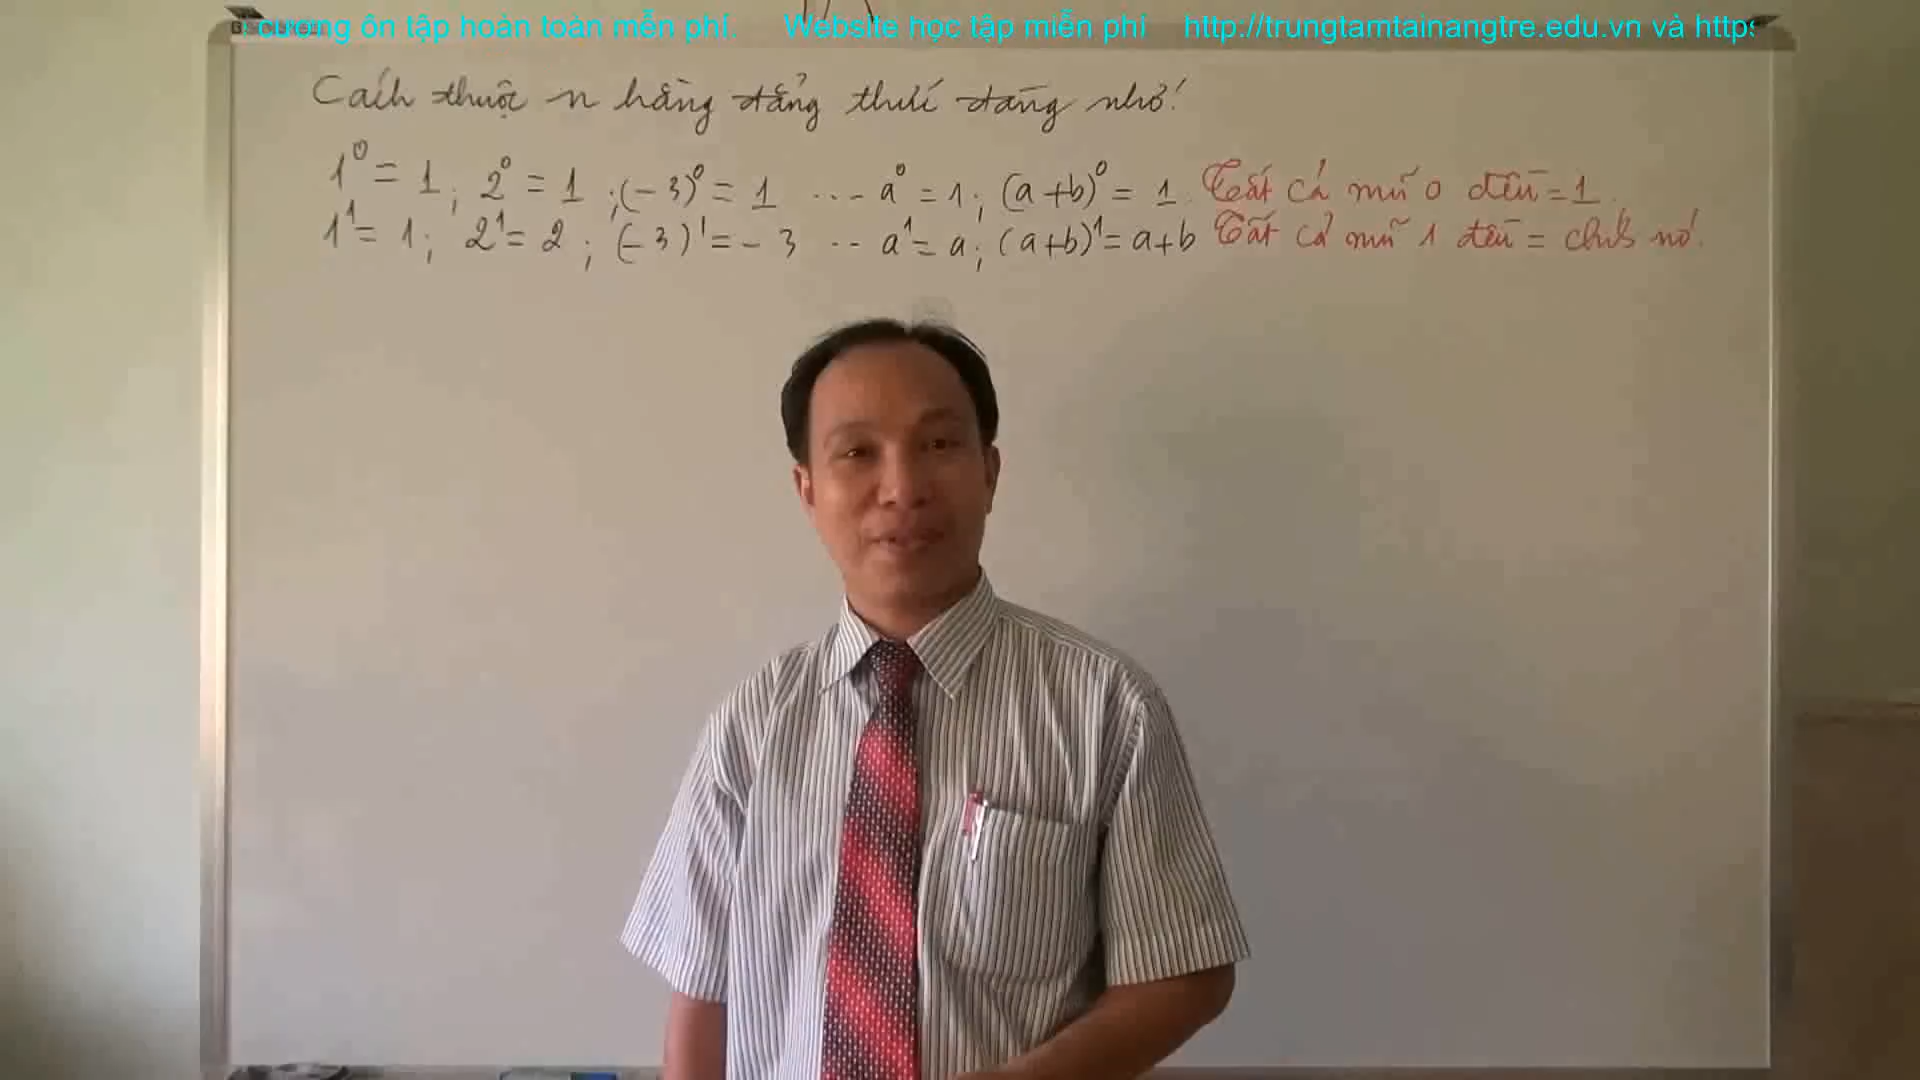 cương ôn tập hoàn toàn mễn phí. Website học tập miễn phí http://trungtamtainangtre.edu.vn và https
Cách thuộc n hằng đẳng thức đáng nhớ!
1⁰ = 1; 2⁰ = 1; (-3)⁰ = 1 ... a⁰ = 1; (a+b)⁰ = 1. Tất cả mũ 0 đều = 1.
1¹ = 1; 2¹ = 2; (-3)¹ = -3 ... a¹ = a; (a+b)¹ = a+b Tất cả mũ 1 đều = chính nó.